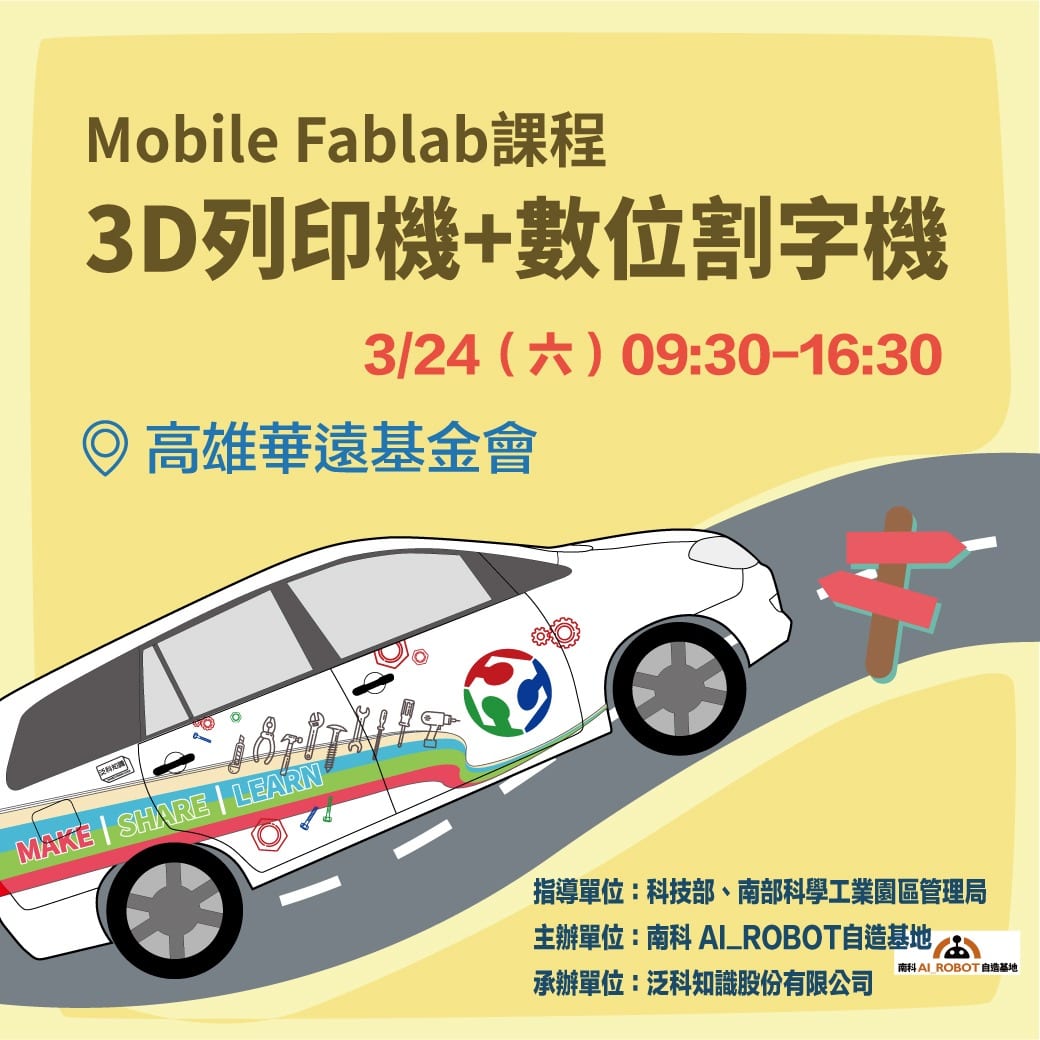 Mobile Fablab課程
3D列印機+數位割字機
3/24（六）09:30-16:30
高雄華遠基金會
泛科知識
MAKE | SHARE | LEARN
指導單位：科技部、南部科學工業園區管理局
主辦單位：南科 AI_ROBOT自造基地
南科 AI_ROBOT 自造基地
承辦單位：泛科知識股份有限公司